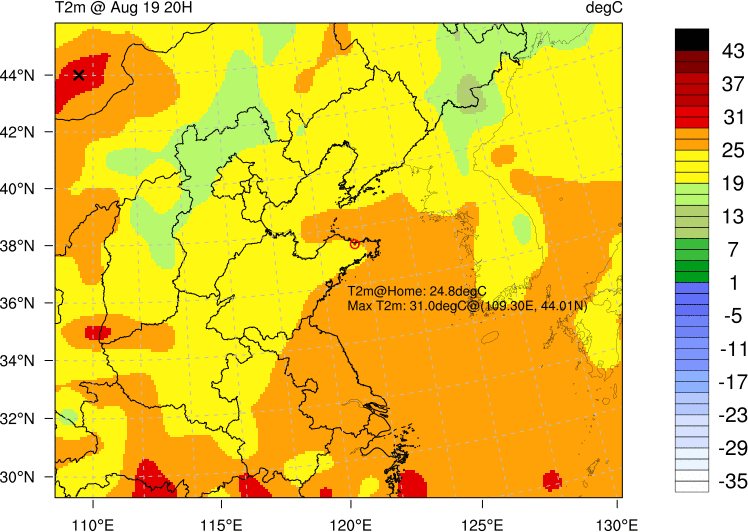 T2m @ Aug 19 20H
degC
44°N
42°N
40°N
38°N
36°N
34°N
32°N
30°N
T2m@Home: 24.8degC
Max T2m: 31.0degC@(109.30E, 44.01N)
110°E
115°E
120°E
125°E
130°E
43
37
31
25
19
13
7
1
-5
-11
-17
-23
-29
-35